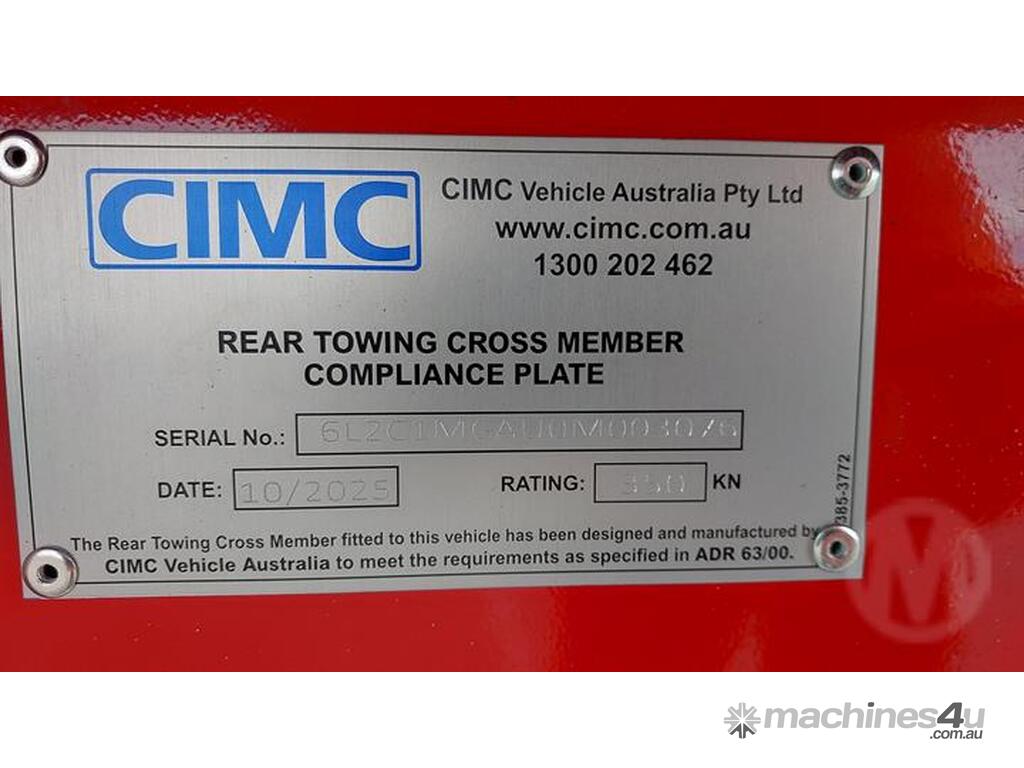 CIMC
CIMC Vehicle Australia Pty Ltd
www.cimc.com.au
1300 202 462
REAR TOWING CROSS MEMBER
COMPLIANCE PLATE
SERIAL No.:
DATE: 10/2025 RATING: 350 KN
385-3772
The Rear Towing Cross Member fitted to this vehicle has been designed and manufactured by
CIMC Vehicle Australia to meet the requirements as specified in ADR 63/00.
M
machines4u
.com.au